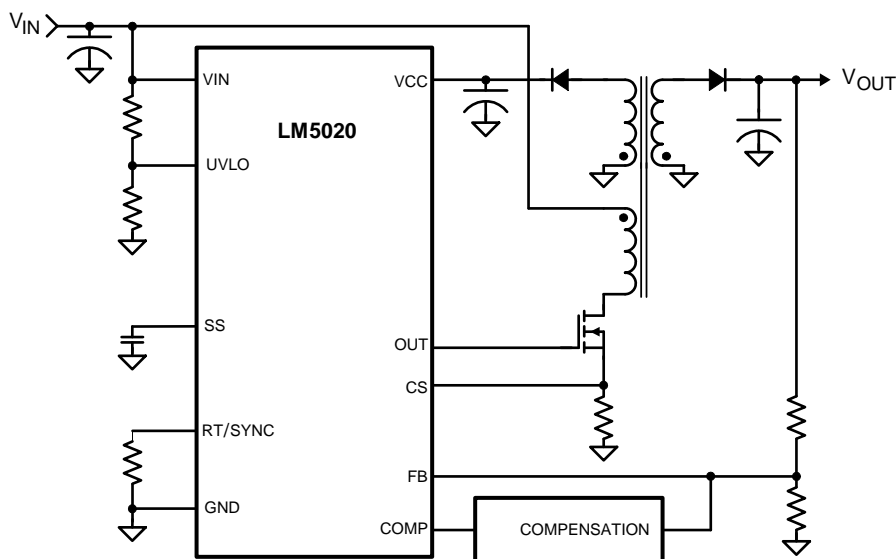 VIN
VOUT
VIN
VCC
LM5020
UVLO
SS
OUT
CS
RT/SYNC
FB
GND
COMP
COMPENSATION